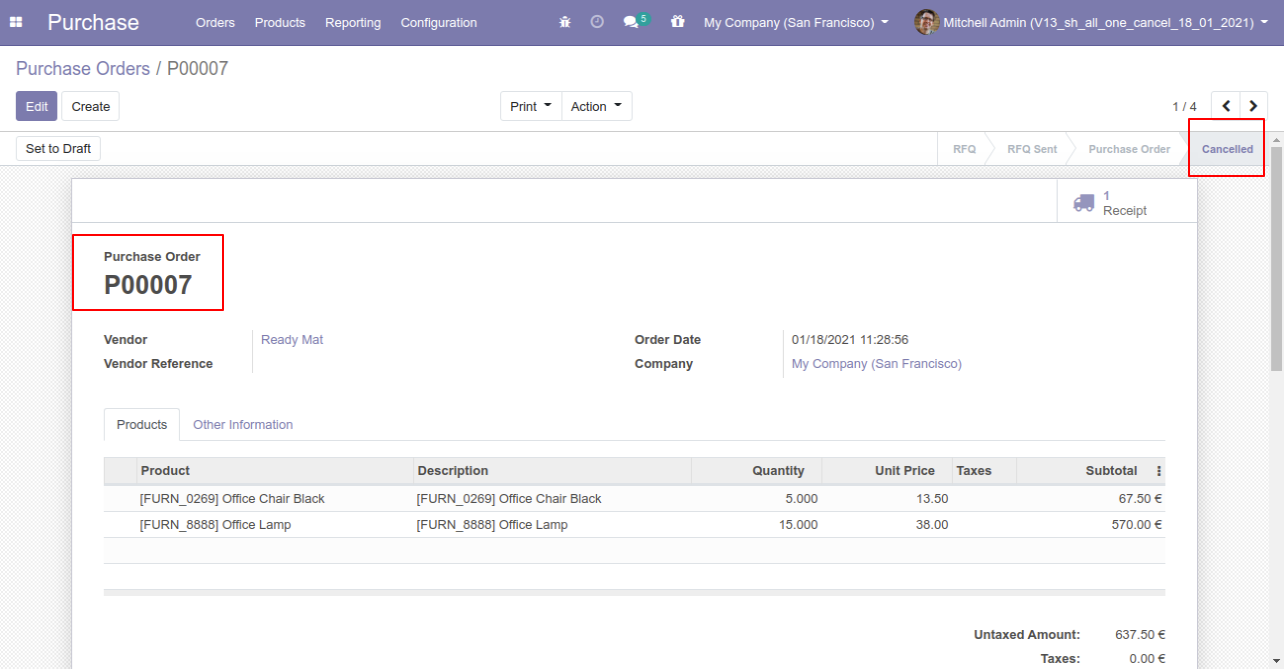 Purchase Orders Products Reporting Configuration 5 My Company (San Francisco) Mitchell Admin (V13_sh_all_one_cancel_18_01_2021)
Purchase Orders / P00007
Edit Create Print Action 1 / 4
Set to Draft RFQ RFQ Sent Purchase Order Cancelled
1
Receipt
Purchase Order
P00007
Vendor Ready Mat Order Date 01/18/2021 11:28:56
Vendor Reference Company My Company (San Francisco)
Products Other Information
Product Description Quantity Unit Price Taxes Subtotal
[FURN_0269] Office Chair Black [FURN_0269] Office Chair Black 5.000 13.50 67.50 €
[FURN_8888] Office Lamp [FURN_8888] Office Lamp 15.000 38.00 570.00 €
Untaxed Amount: 637.50 €
Taxes: 0.00 €